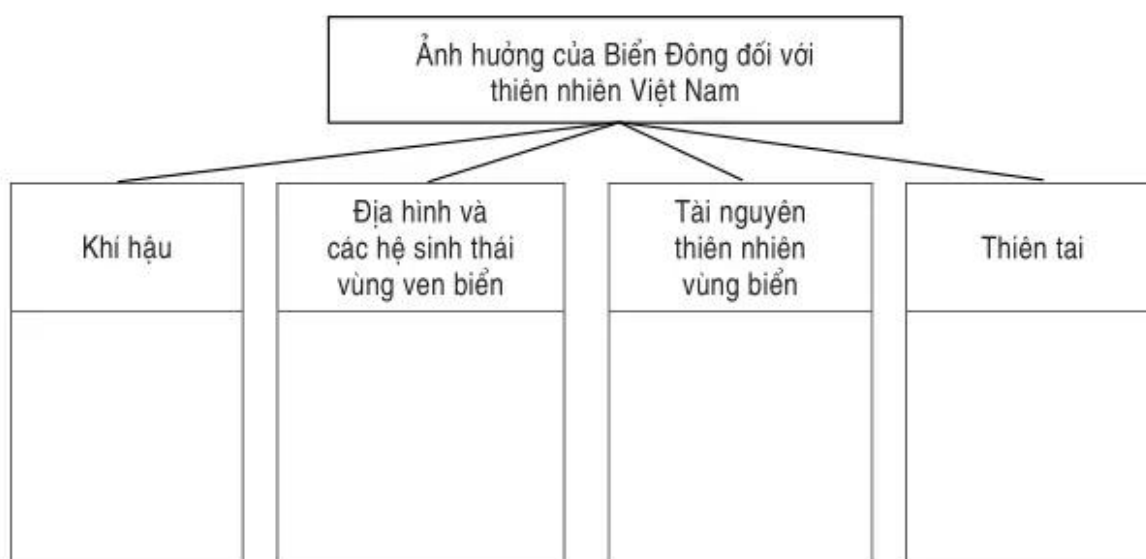 Ảnh hưởng của Biển Đông đối với
thiên nhiên Việt Nam
Khí hậu
Địa hình và
các hệ sinh thái
vùng ven biển
Tài nguyên
thiên nhiên
vùng biển
Thiên tai